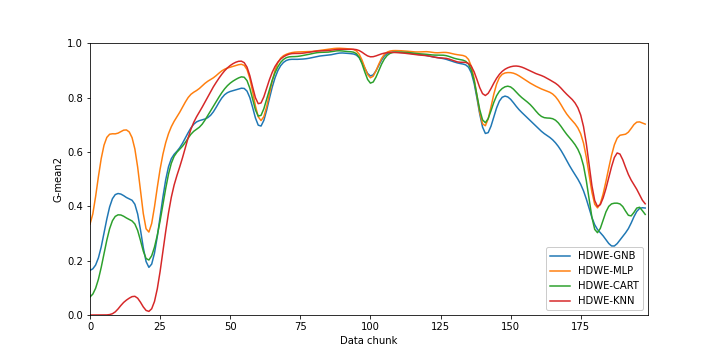 1.0
0.8
0.6
0.4
0.2
0.0
G-mean2
0 25 50 75 100 125 150 175
Data chunk
HDWE-GNB
HDWE-MLP
HDWE-CART
HDWE-KNN